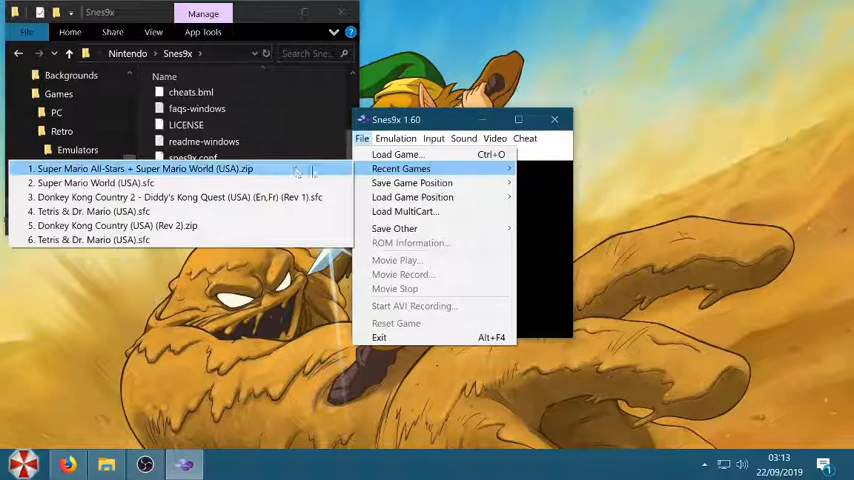 Snes9x
Manage
File
Home
Share
View
App Tools
Nintendo > Snes9x >
Search Sne...
Backgrounds
Games
PC
Retro
Emulators
Name
cheats.bml
faqs-windows
LICENSE
readme-windows
snes9x.conf
Snes9x 1.60
File Emulation Input Sound Video Cheat
Load Game... Ctrl+O
Recent Games
Save Game Position
Load Game Position
Load MultiCart...
Save Other
ROM Information...
Movie Play...
Movie Record...
Movie Stop
Start AVI Recording...
Reset Game
Exit Alt+F4
1. Super Mario All-Stars + Super Mario World (USA).zip
2. Super Mario World (USA).sfc
3. Donkey Kong Country 2 - Diddy's Kong Quest (USA) (En,Fr) (Rev 1).sfc
4. Tetris & Dr. Mario (USA).sfc
5. Donkey Kong Country (USA) (Rev 2).zip
6. Tetris & Dr. Mario (USA).sfc
03:13
22/09/2019
1